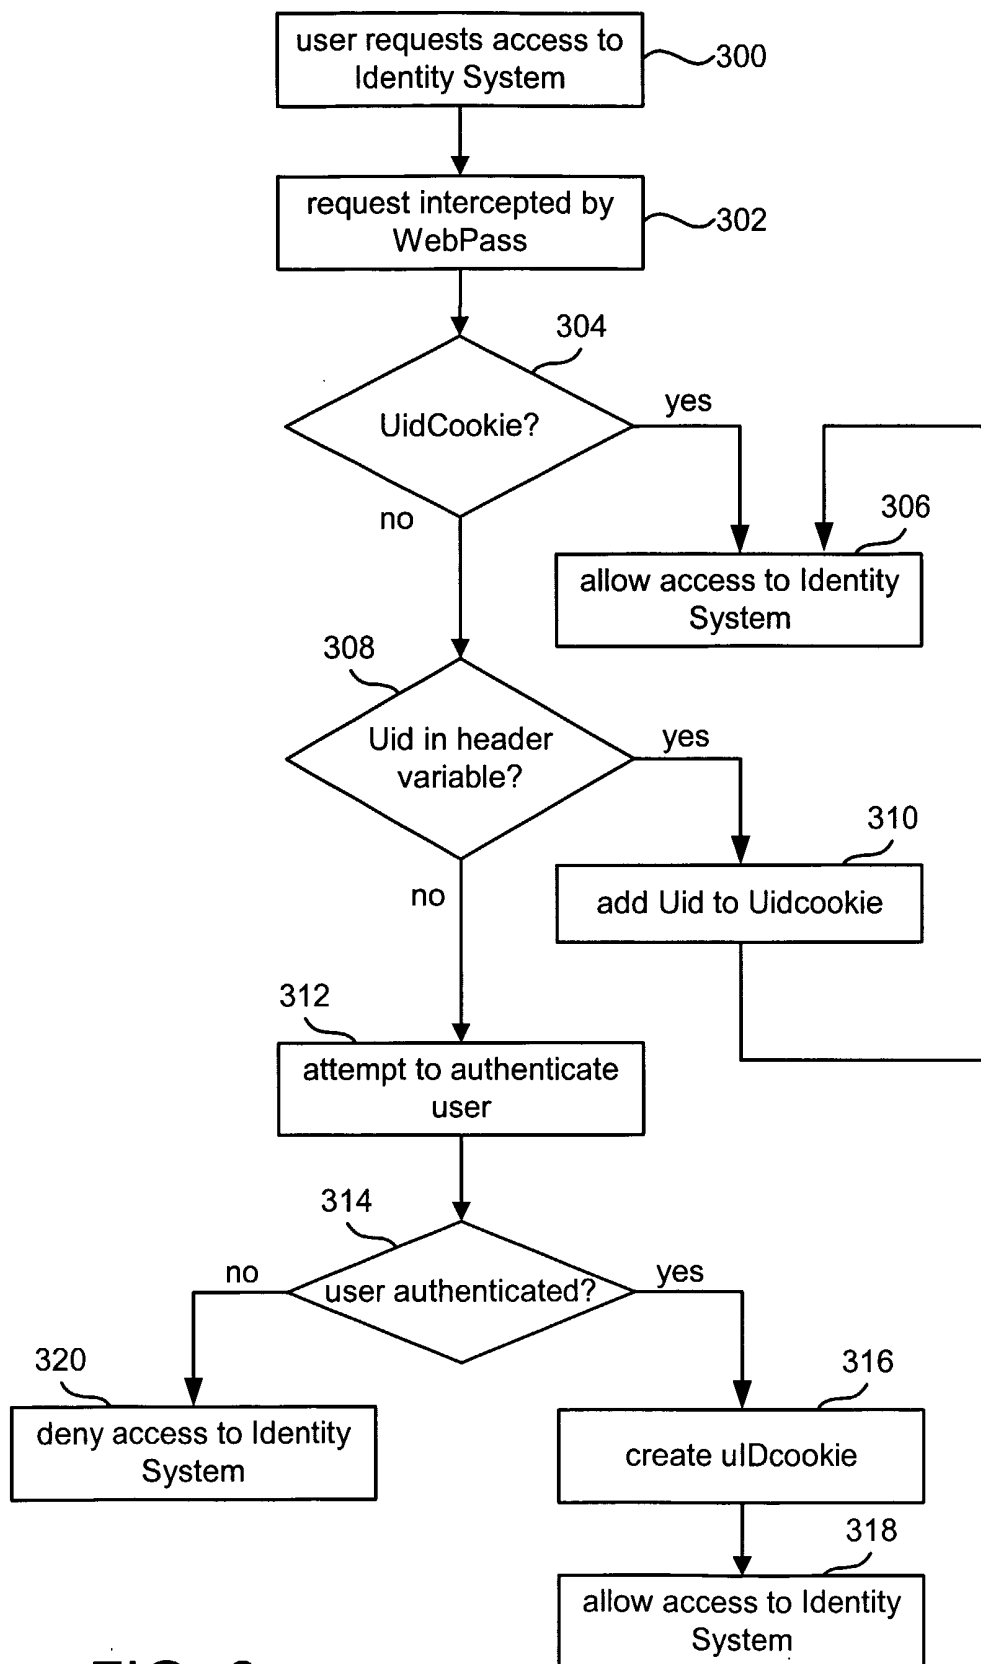 user requests access to
Identity System
300
request intercepted by
WebPass
302
304
UidCookie?
yes
no
306
allow access to Identity
System
308
Uid in header
variable?
yes
no
310
add Uid to Uidcookie
312
attempt to authenticate
user
314
user authenticated?
no
yes
320
deny access to Identity
System
316
create uIDcookie
318
allow access to Identity
System